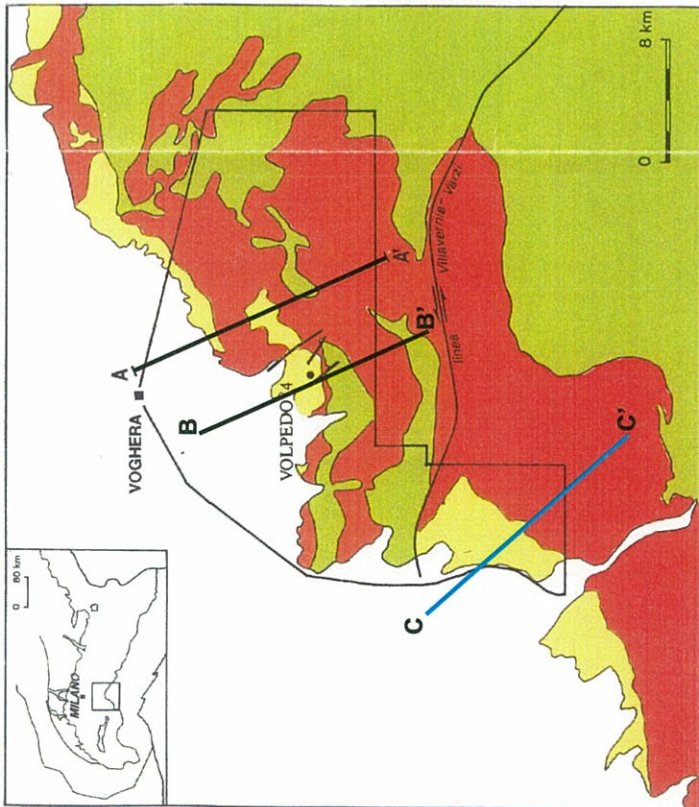 0 80 km
MILANO
VOGHERA
A
B
VOLPEDO 4
A'
B'
linea Villavernia - Varzi
C
C'
0 8 km